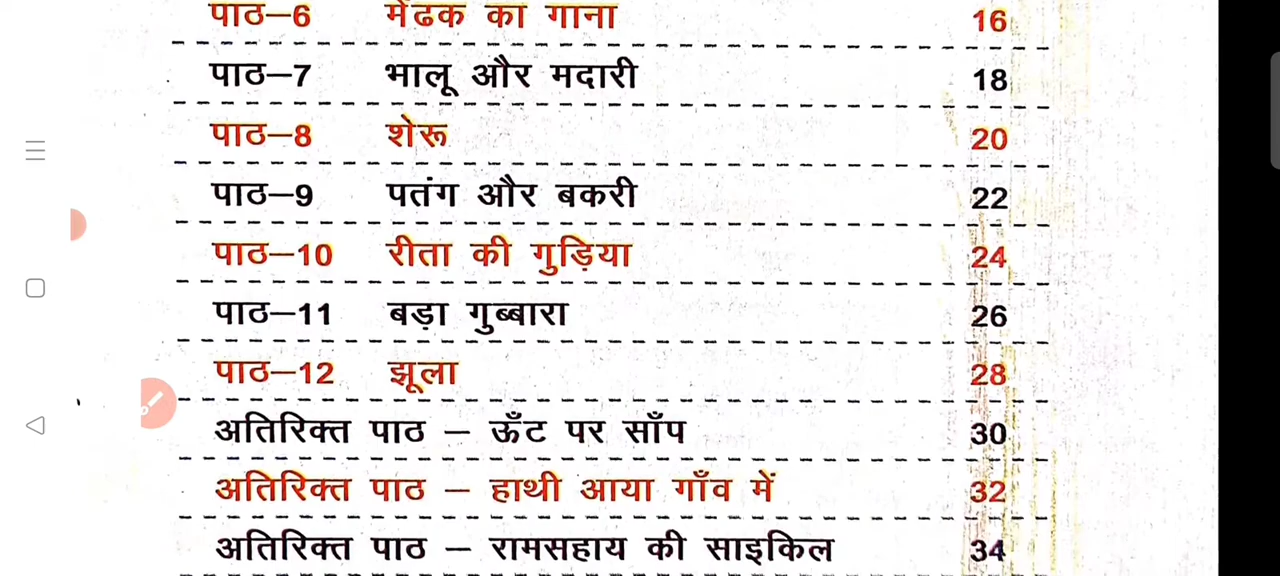 पाठ–6 मेंढक का गाना 16
पाठ–7 भालू और मदारी 18
पाठ–8 शेरू 20
पाठ–9 पतंग और बकरी 22
पाठ–10 रीता की गुड़िया 24
पाठ–11 बड़ा गुब्बारा 26
पाठ–12 झूला 28
अतिरिक्त पाठ – ऊँट पर साँप 30
अतिरिक्त पाठ – हाथी आया गाँव में 32
अतिरिक्त पाठ – रामसहाय की साइकिल 34